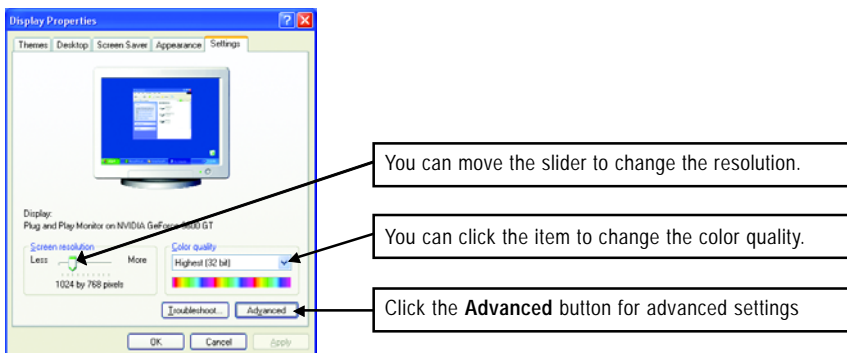 Display Properties
Themes Desktop Screen Saver Appearance Settings
You can move the slider to change the resolution.
Display:
Plug and Play Monitor on NVIDIA GeForce 9800 GT
You can click the item to change the color quality.
Screen resolution
Less More
1024 by 768 pixels
Color quality
Highest (32 bit)
Troubleshoot... Advanced
Click the Advanced button for advanced settings
OK Cancel Apply